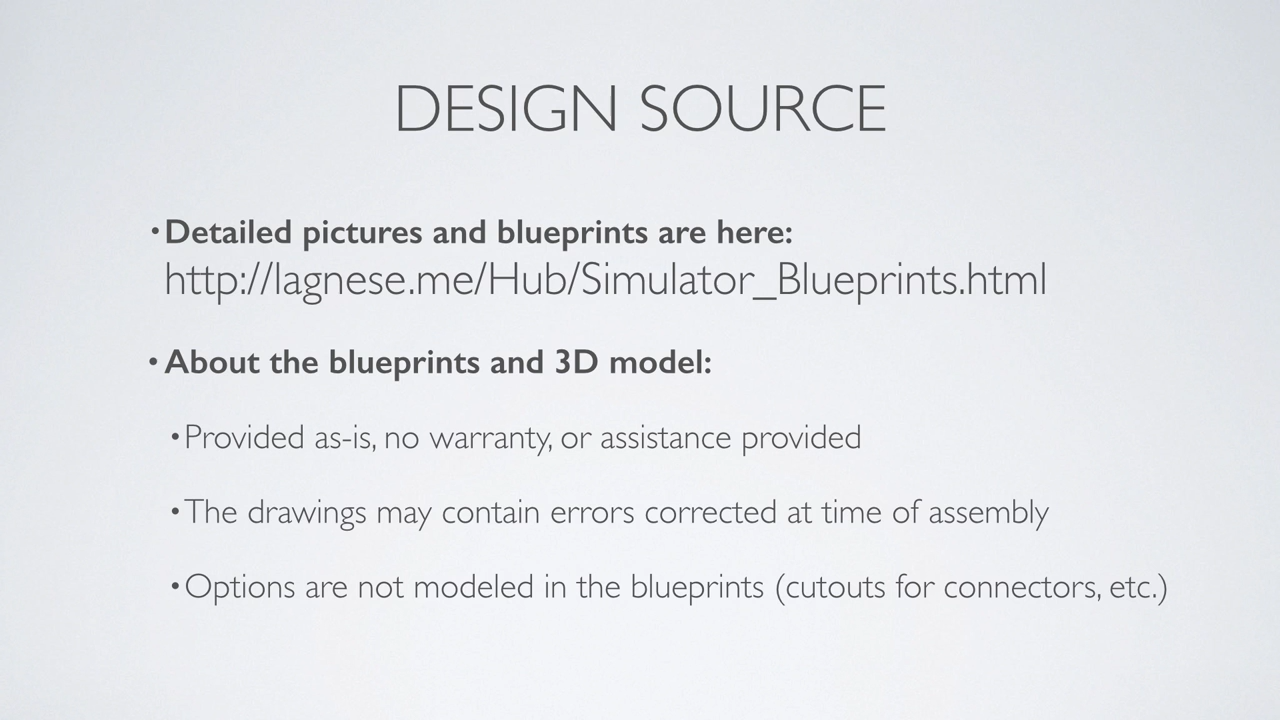 DESIGN SOURCE
• Detailed pictures and blueprints are here:
http://lagnese.me/Hub/Simulator_Blueprints.html
• About the blueprints and 3D model:
• Provided as-is, no warranty, or assistance provided
• The drawings may contain errors corrected at time of assembly
• Options are not modeled in the blueprints (cutouts for connectors, etc.)